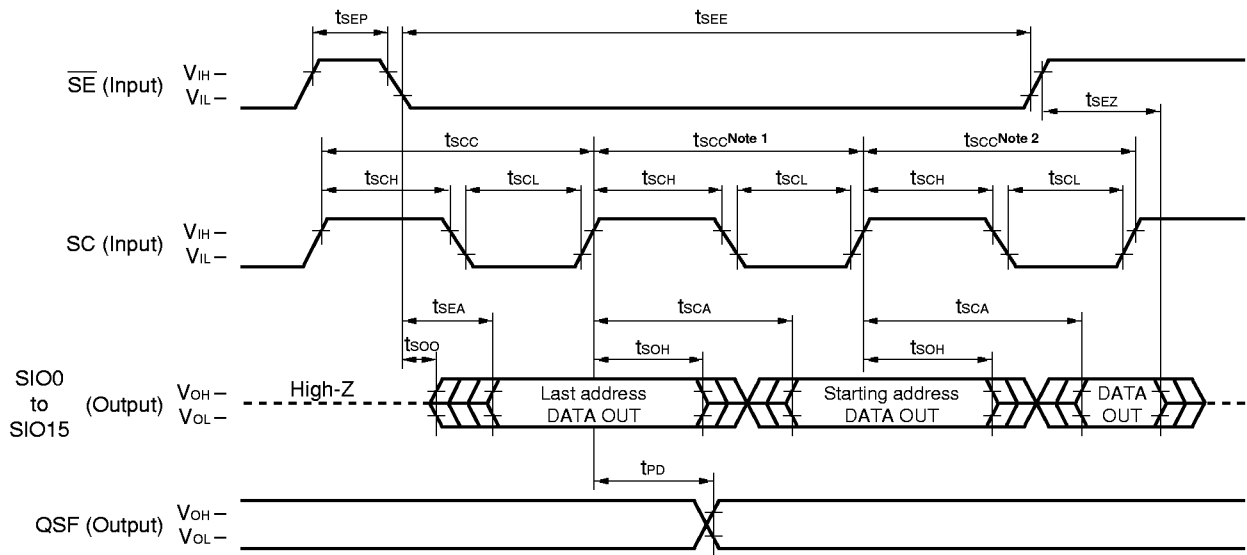 tSEP
tSEE
SE (Input)
VIH
VIL
tSEZ
tSCC
tSCC Note 1
tSCC Note 2
tSCH
tSCL
tSCH
tSCL
tSCH
tSCL
SC (Input)
VIH
VIL
tSEA
tSCA
tSCA
tSOO
tSOH
tSOH
SIO0
to
SIO15
(Output)
VOH
VOL
High-Z
Last address
DATA OUT
Starting address
DATA OUT
DATA
OUT
tPD
QSF (Output)
VOH
VOL